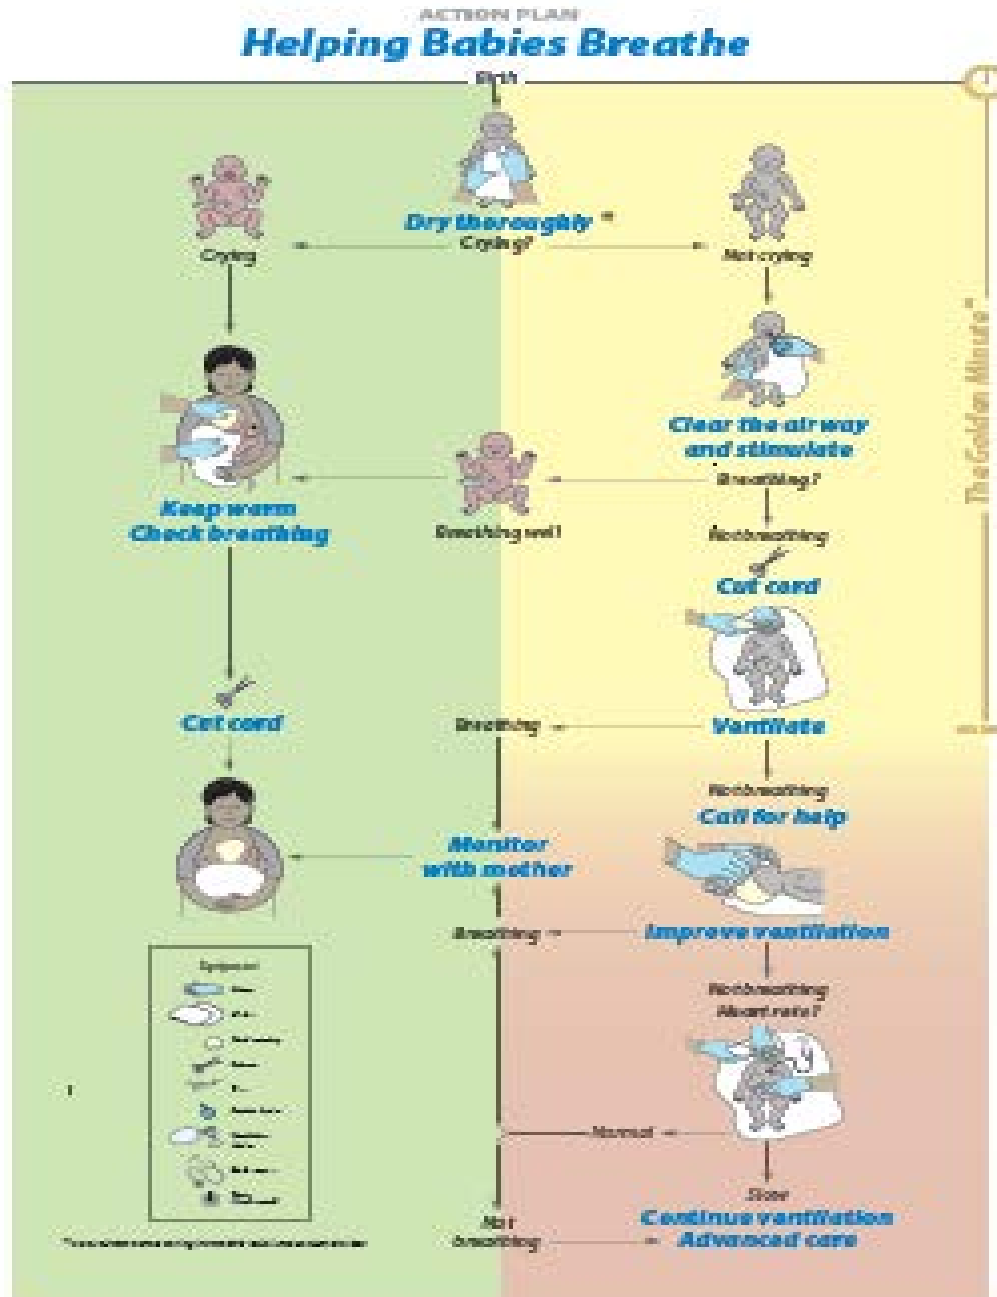 ACTION PLAN
Helping Babies Breathe
Birth
Dry thoroughly
Crying?
Crying
Not crying
The Golden Minute
Clear the airway
and stimulate
Breathing?
Keep warm
Check breathing
Breathing well
Not breathing
Cut cord
Cut cord
Breathing
Ventilate
Not breathing
Call for help
Monitor
with mother
Breathing
Improve ventilation
Not breathing
Heart rate?
Normal
Slow
Not
breathing
Continue ventilation
Advanced care